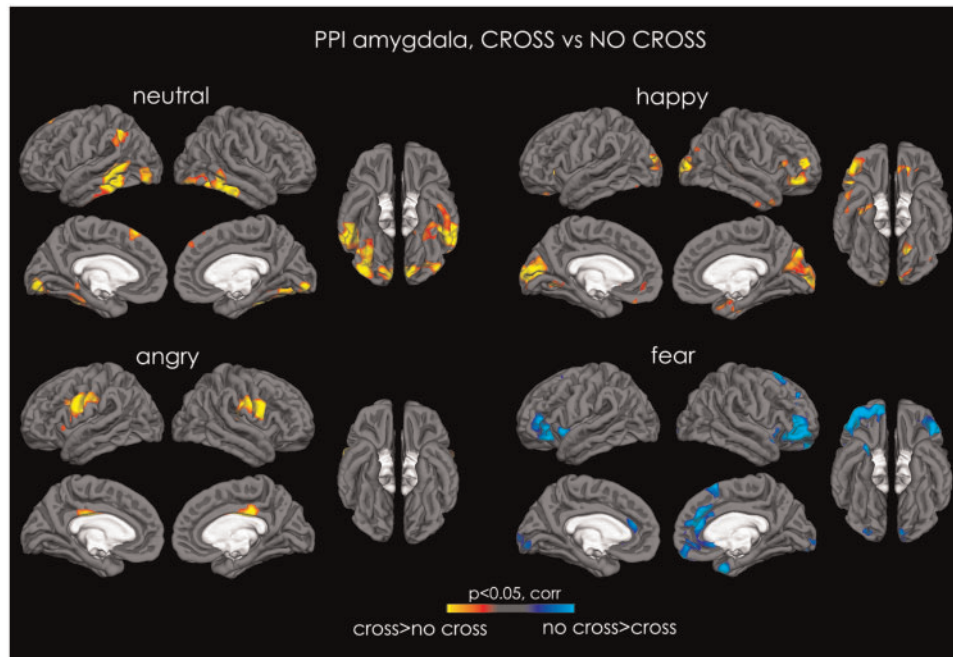 PPI amygdala, CROSS vs NO CROSS
neutral
happy
angry
fear
p<0.05, corr
cross>no cross
no cross>cross